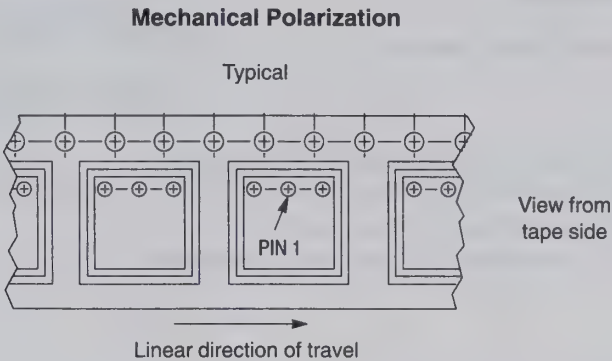 Mechanical Polarization
Typical
PIN 1
View from
tape side
Linear direction of travel